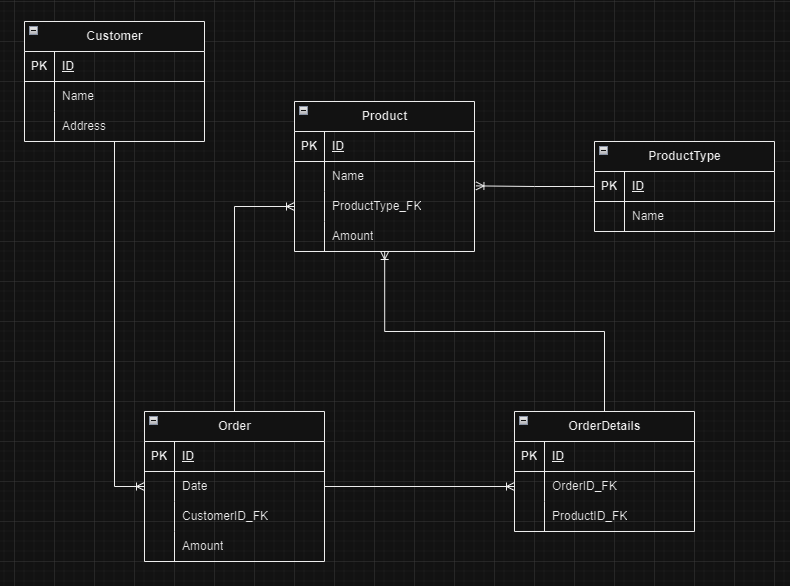 Customer
PK ID
Name
Address
Product
PK ID
Name
ProductType_FK
Amount
ProductType
PK ID
Name
Order
PK ID
Date
CustomerID_FK
Amount
OrderDetails
PK ID
OrderID_FK
ProductID_FK